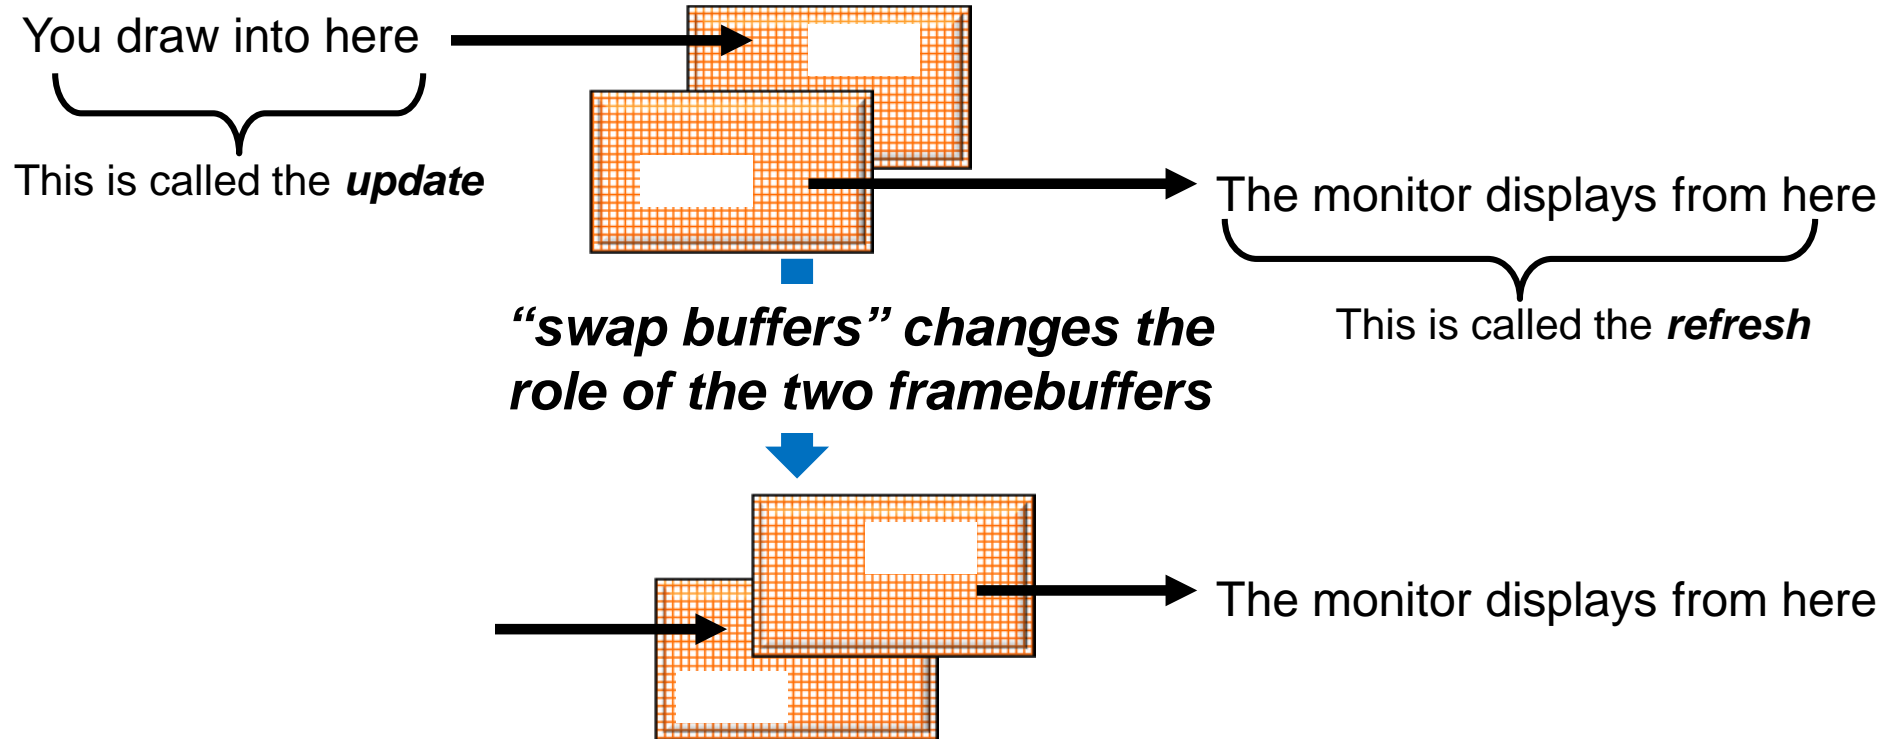 You draw into here
This is called the update
The monitor displays from here
This is called the refresh
“swap buffers” changes the
role of the two framebuffers
The monitor displays from here